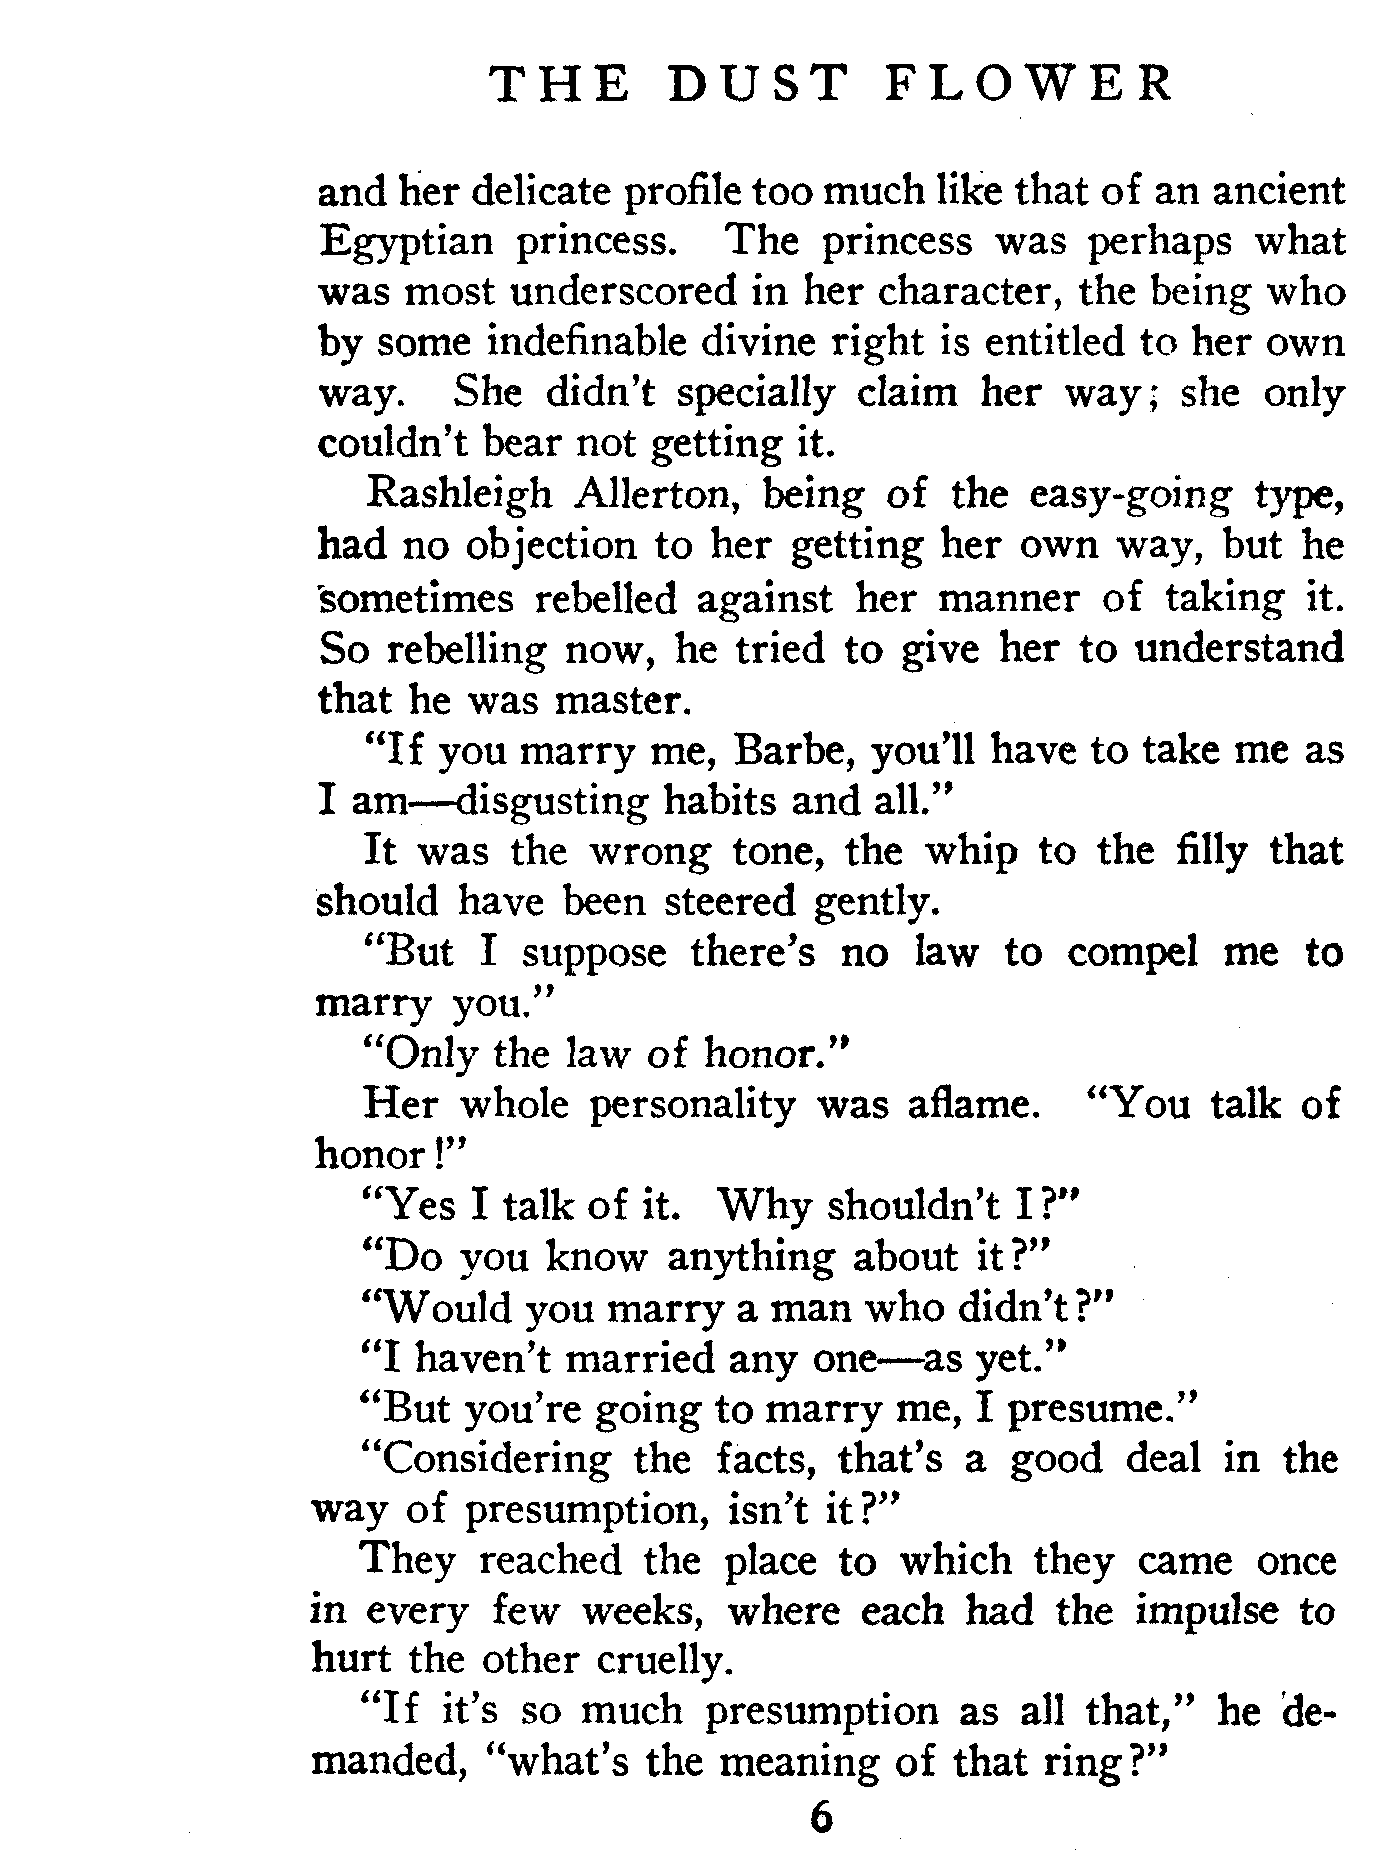 THE DUST FLOWER
and her delicate profile too much like that of an ancient
Egyptian princess. The princess was perhaps what
was most underscored in her character, the being who
by some indefinable divine right is entitled to her own
way. She didn't specially claim her way; she only
couldn't bear not getting it.
Rashleigh Allerton, being of the easy-going type,
had no objection to her getting her own way, but he
sometimes rebelled against her manner of taking it.
So rebelling now, he tried to give her to understand
that he was master.
“If you marry me, Barbe, you'll have to take me as
I am—disgusting habits and all.”
It was the wrong tone, the whip to the filly that
should have been steered gently.
“But I suppose there's no law to compel me to
marry you.”
“Only the law of honor.”
Her whole personality was aflame. “You talk of
honor!”
“Yes I talk of it. Why shouldn't I?”
“Do you know anything about it?”
“Would you marry a man who didn't?”
“I haven't married any one—as yet.”
“But you're going to marry me, I presume.”
“Considering the facts, that's a good deal in the
way of presumption, isn't it?”
They reached the place to which they came once
in every few weeks, where each had the impulse to
hurt the other cruelly.
“If it's so much presumption as all that,” he de-
manded, “what's the meaning of that ring?”
6